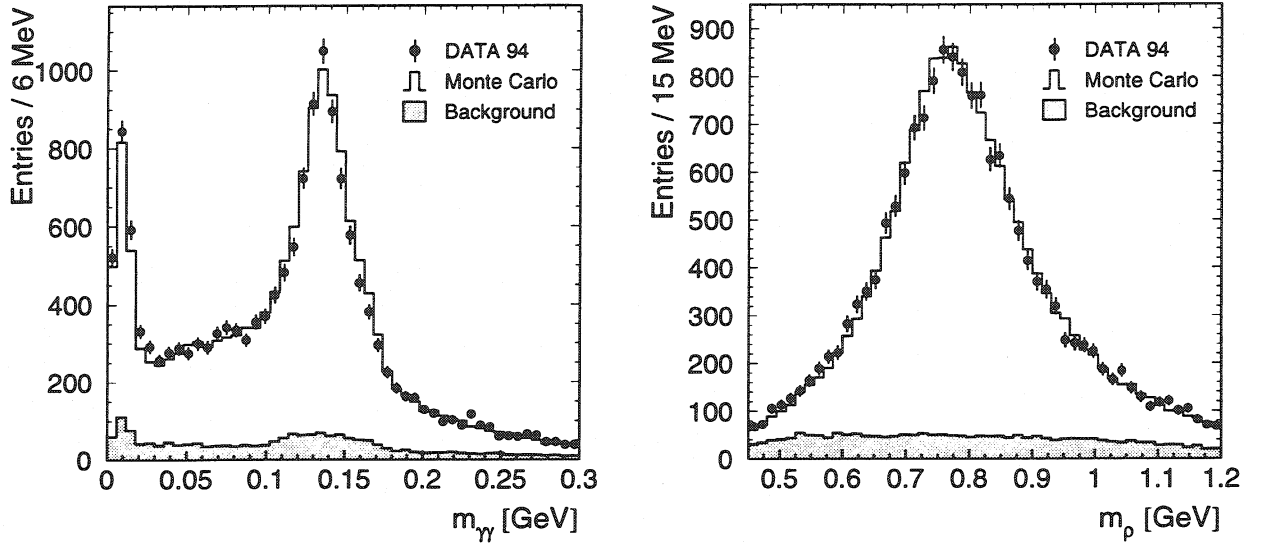 Entries / 6 MeV
1000
800
600
400
200
0
DATA 94
Monte Carlo
Background
0 0.05 0.1 0.15 0.2 0.25 0.3
mγγ [GeV]
Entries / 15 MeV
900
800
700
600
500
400
300
200
100
0
DATA 94
Monte Carlo
Background
0.5 0.6 0.7 0.8 0.9 1 1.1 1.2
mρ [GeV]